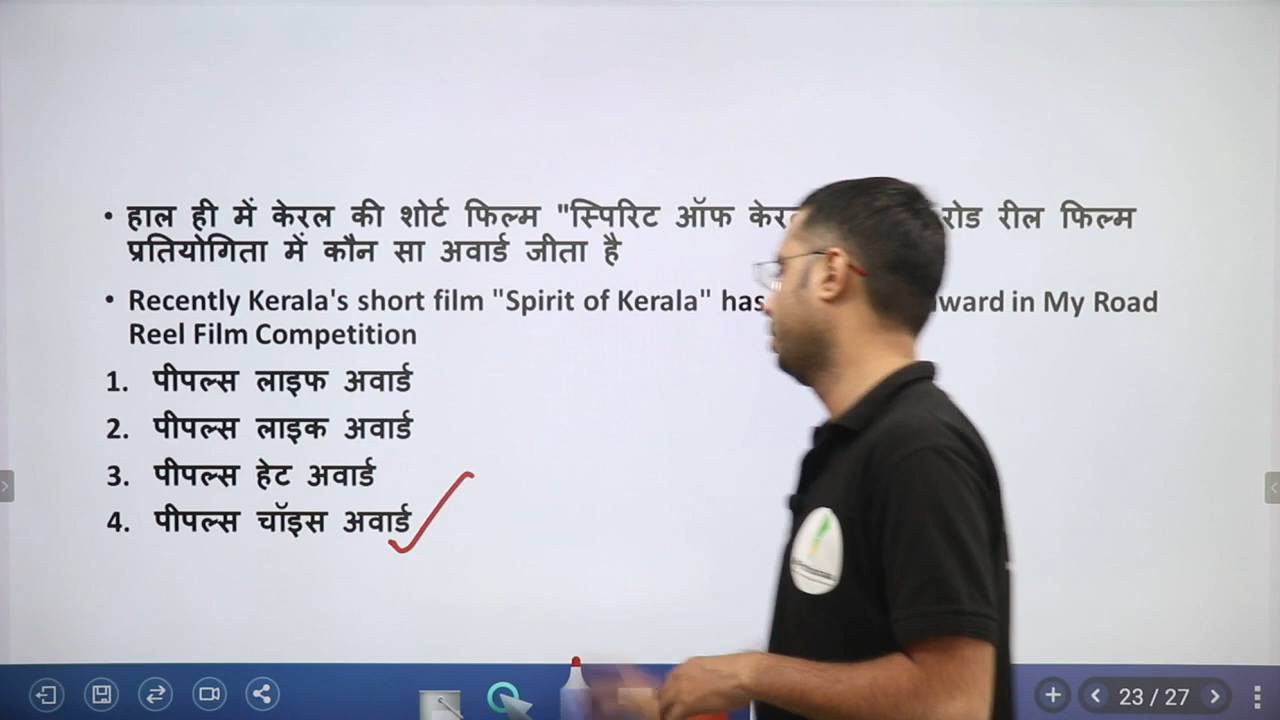 • हाल ही में केरल की शोर्ट फिल्म "स्पिरिट ऑफ रोड रील फिल्म
प्रतियोगिता में कौन सा अवार्ड जीता है
• Recently Kerala's short film "Spirit of Kerala" has in My Road
Reel Film Competition
1. पीपल्स लाइफ अवार्ड
2. पीपल्स लाइक अवार्ड
3. पीपल्स हेट अवार्ड
4. पीपल्स चॉइस अवार्ड
23 / 27